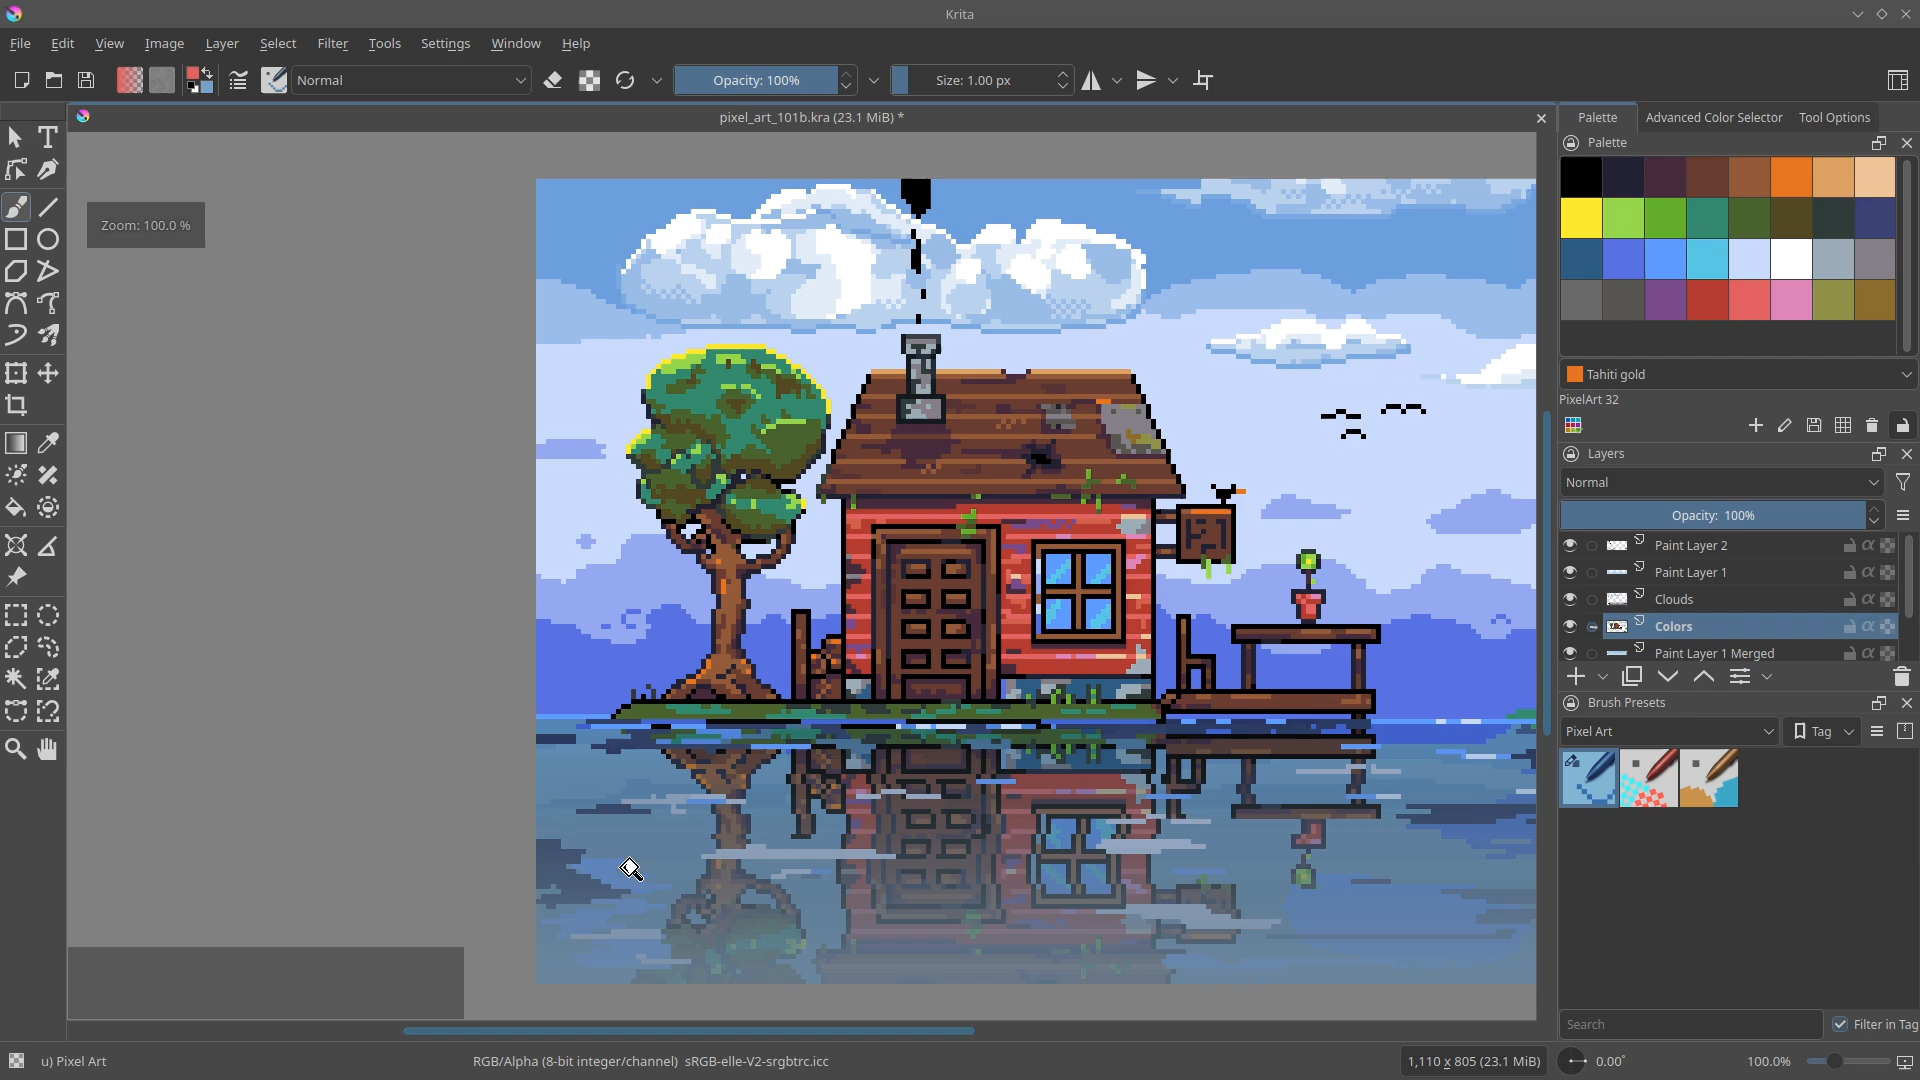 Krita
File Edit View Image Layer Select Filter Tools Settings Window Help
Normal
Opacity: 100%
Size: 1.00 px
pixel_art_101b.kra (23.1 MiB) *
Zoom: 100.0 %
Palette Advanced Color Selector Tool Options
Palette
Tahiti gold
PixelArt 32
Layers
Normal
Opacity: 100%
Paint Layer 2
Paint Layer 1
Clouds
Colors
Paint Layer 1 Merged
Brush Presets
Pixel Art
Tag
Search
Filter in Tag
u) Pixel Art
RGB/Alpha (8-bit integer/channel) sRGB-elle-V2-srgbtrc.icc
1,110 x 805 (23.1 MiB)
0.00°
100.0%